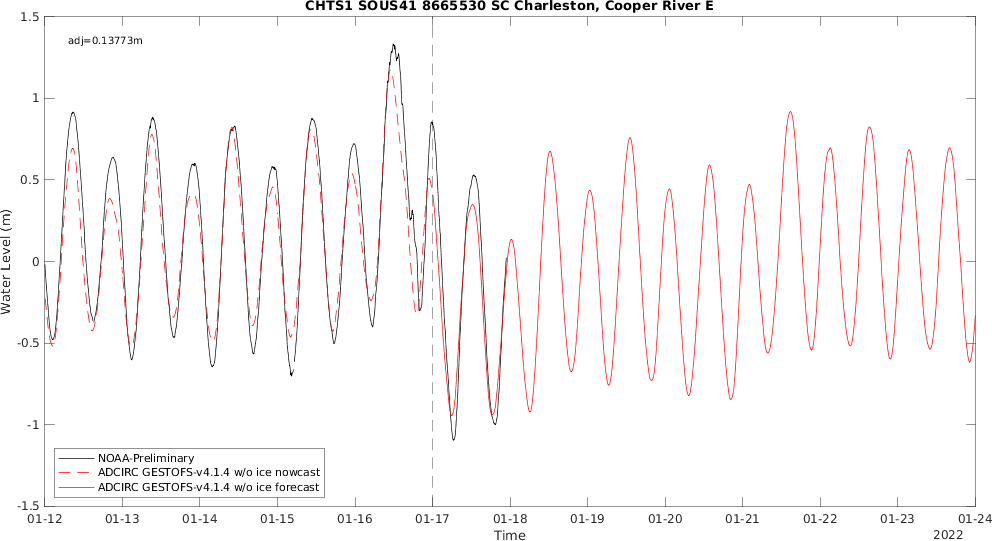 CHTS1 SOUS41 8665530 SC Charleston, Cooper River E
adj=0.13773m
1.5
1
0.5
0
-0.5
-1
-1.5
Water Level (m)
NOAA-Preliminary
ADCIRC GESTOFS-v4.1.4 w/o ice nowcast
ADCIRC GESTOFS-v4.1.4 w/o ice forecast
01-12 01-13 01-14 01-15 01-16 01-17 01-18 01-19 01-20 01-21 01-22 01-23 01-24
Time
2022